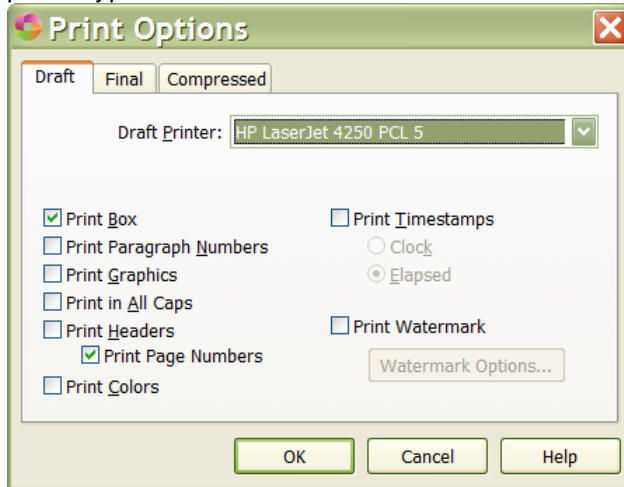 Print Options
Draft Final Compressed
Draft Printer: HP LaserJet 4250 PCL 5
Print Box
Print Timestamps
Print Paragraph Numbers
Clock
Print Graphics
Elapsed
Print in All Caps
Print Headers
Print Watermark
Print Page Numbers
Watermark Options...
Print Colors
OK Cancel Help